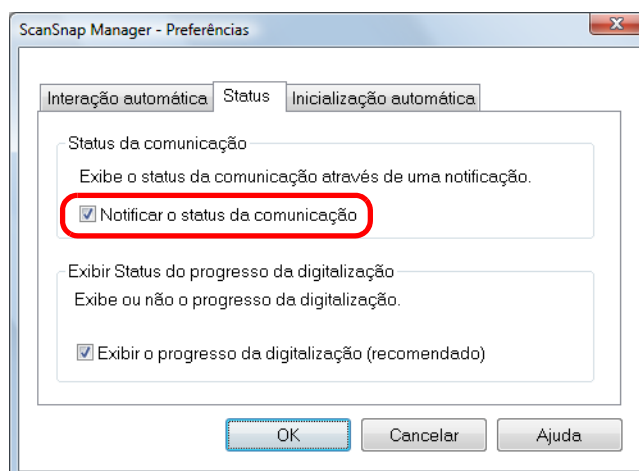 ScanSnap Manager - Preferências
Interação automática Status Inicialização automática
Status da comunicação
Exibe o status da comunicação através de uma notificação.
Notificar o status da comunicação
Exibir Status do progresso da digitalização
Exibe ou não o progresso da digitalização.
Exibir o progresso da digitalização (recomendado)
OK Cancelar Ajuda